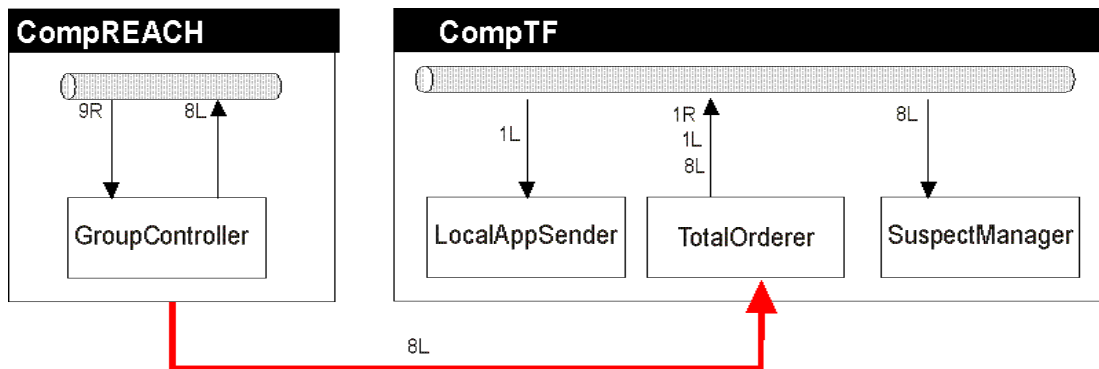 CompREACH
CompTF
9R
8L
1L
1R
1L
8L
8L
GroupController
LocalAppSender
TotalOrderer
SuspectManager
8L